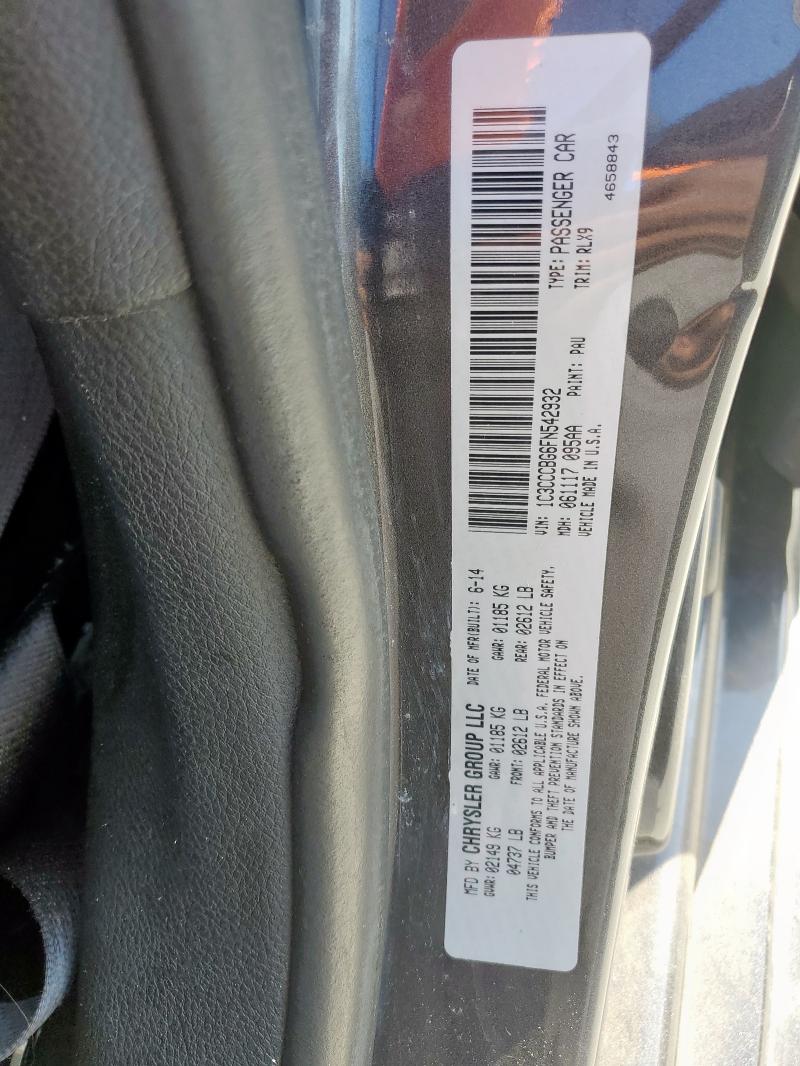 MFD BY CHRYSLER GROUP LLC DATE OF MFR(BUILT): 6-14
GVWR: 02149 KG GAWR: 01185 KG GAWR: 01185 KG
04737 LB FRONT: 02612 LB REAR: 02612 LB
THIS VEHICLE CONFORMS TO ALL APPLICABLE U.S.A. FEDERAL MOTOR VEHICLE SAFETY,
BUMPER AND THEFT PREVENTION STANDARDS IN EFFECT ON
THE DATE OF MANUFACTURE SHOWN ABOVE.
VIN: 1C3CCCBG6FN542932 TYPE: PASSENGER CAR
MDH: 061117 095AA PAINT: PAU TRIM: RLX9
VEHICLE MADE IN U.S.A.
4658843